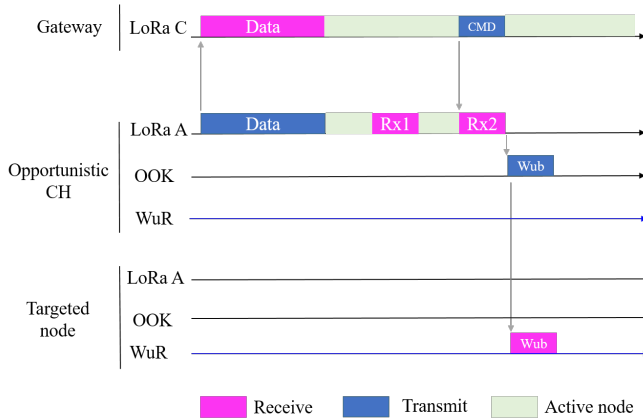 Gateway
LoRa C
Data
CMD
Opportunistic
CH
LoRa A
Data
Rx1
Rx2
OOK
Wub
WuR
Targeted
node
LoRa A
OOK
WuR
Wub
Receive
Transmit
Active node